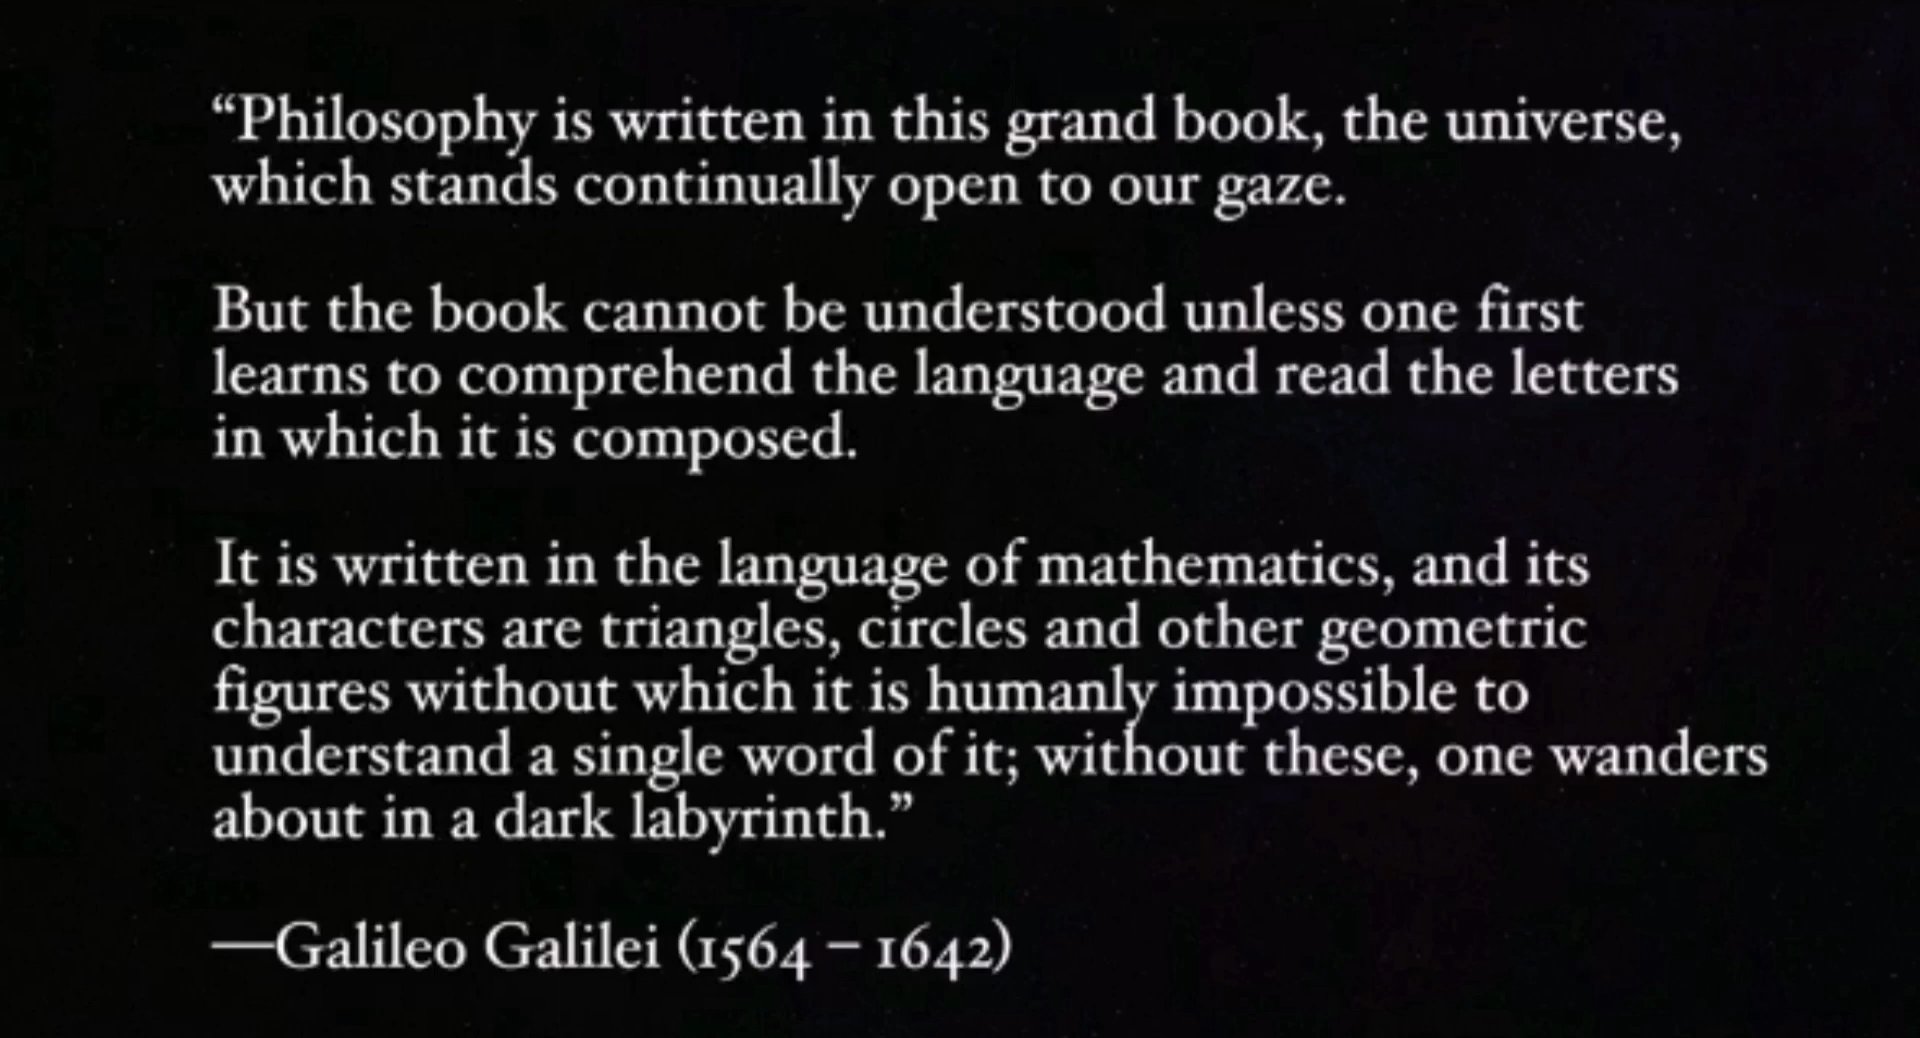 “Philosophy is written in this grand book, the universe,
which stands continually open to our gaze.
But the book cannot be understood unless one first
learns to comprehend the language and read the letters
in which it is composed.
It is written in the language of mathematics, and its
characters are triangles, circles and other geometric
figures without which it is humanly impossible to
understand a single word of it; without these, one wanders
about in a dark labyrinth.”
—Galileo Galilei (1564 – 1642)